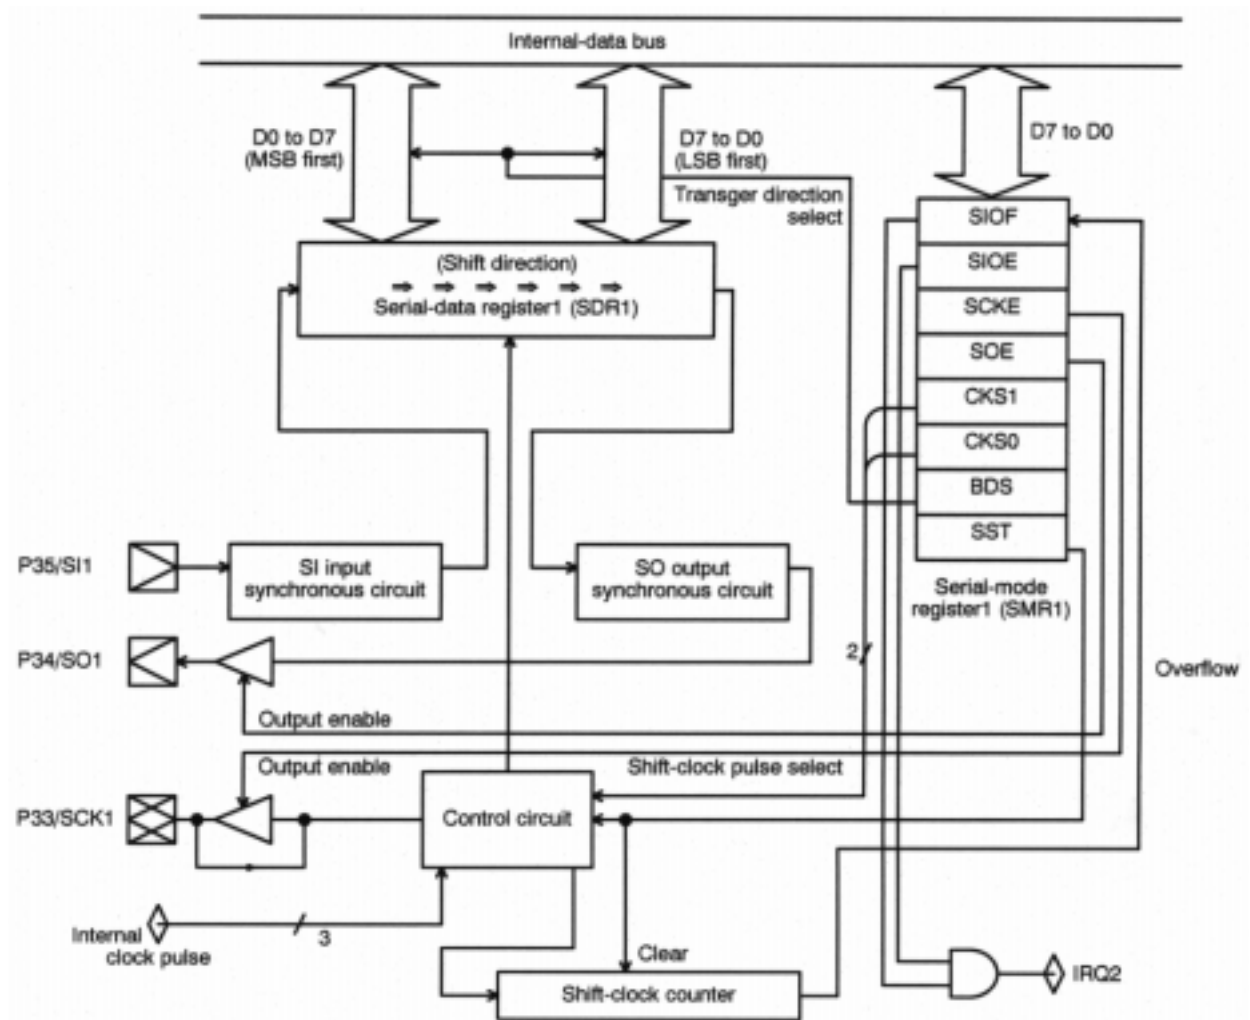 Internal-data bus
D0 to D7
(MSB first)
D7 to D0
(LSB first)
D7 to D0
Transger direction
select
SIOF
SIOE
SCKE
SOE
CKS1
CKS0
BDS
SST
(Shift direction)
Serial-data register1 (SDR1)
P35/SI1
SI input
synchronous circuit
SO output
synchronous circuit
Serial-mode
register1 (SMR1)
P34/SO1
2
Overflow
Output enable
Output enable
Shift-clock pulse select
P33/SCK1
Control circuit
Internal
clock pulse
3
Clear
Shift-clock counter
IRQ2